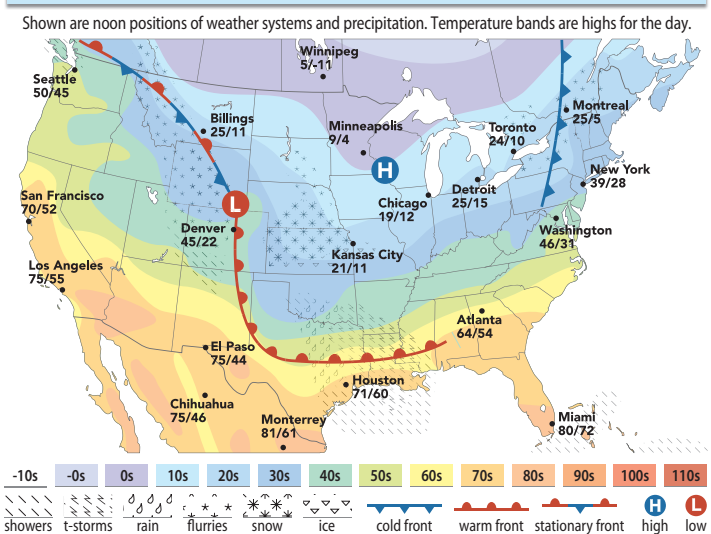 Shown are noon positions of weather systems and precipitation. Temperature bands are highs for the day.
Winnipeg
5/-11
Seattle
50/45
Billings
25/11
Minneapolis
9/4
Toronto
24/10
Montreal
25/5
H
New York
39/28
San Francisco
70/52
L
Chicago
19/12
Detroit
25/15
Denver
45/22
Washington
46/31
Kansas City
21/11
Los Angeles
75/55
El Paso
75/44
Atlanta
64/54
Houston
71/60
Chihuahua
75/46
Monterrey
81/61
Miami
80/72
-10s -0s 0s 10s 20s 30s 40s 50s 60s 70s 80s 90s 100s 110s
H L
showers t-storms rain flurries snow ice cold front warm front stationary front high low